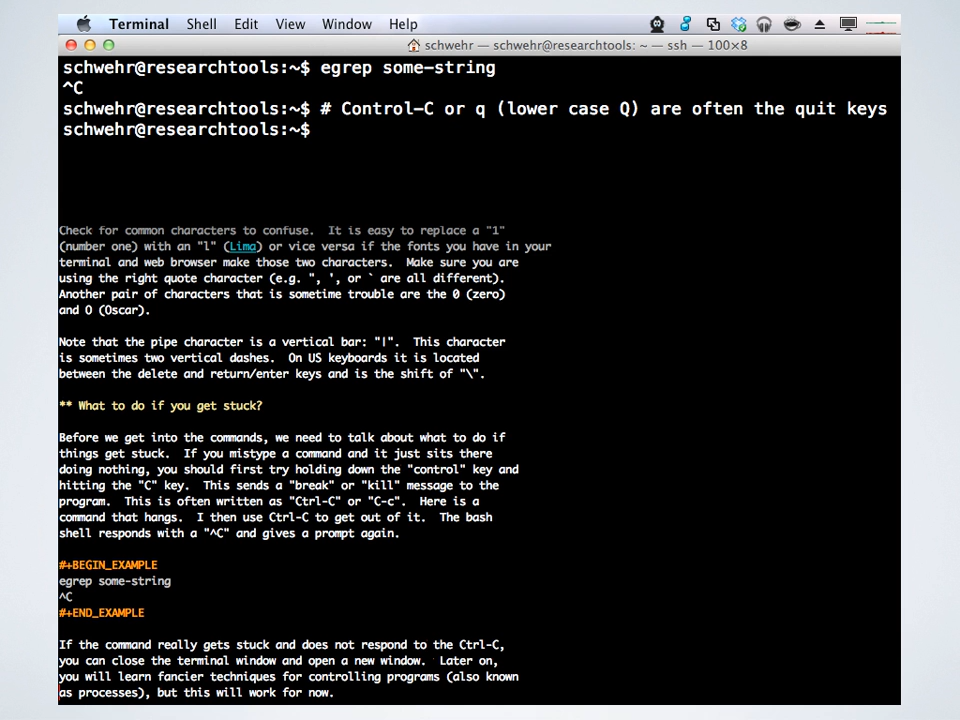 Terminal Shell Edit View Window Help
schwehr — schwehr@researchtools: ~ — ssh — 100×8
schwehr@researchtools:~$ egrep some-string
^C
schwehr@researchtools:~$ # Control-C or q (lower case Q) are often the quit keys
schwehr@researchtools:~$
Check for common characters to confuse.  It is easy to replace a "1"
(number one) with an "l" (Lima) or vice versa if the fonts you have in your
terminal and web browser make those two characters.  Make sure you are
using the right quote character (e.g. ", ', or ` are all different).
Another pair of characters that is sometime trouble are the 0 (zero)
and O (Oscar).
Note that the pipe character is a vertical bar: "|".  This character
is sometimes two vertical dashes.  On US keyboards it is located
between the delete and return/enter keys and is the shift of "\".
** What to do if you get stuck?
Before we get into the commands, we need to talk about what to do if
things get stuck.  If you mistype a command and it just sits there
doing nothing, you should first try holding down the "control" key and
hitting the "C" key.  This sends a "break" or "kill" message to the
program.  This is often written as "Ctrl-C" or "C-c".  Here is a
command that hangs.  I then use Ctrl-C to get out of it.  The bash
shell responds with a "^C" and gives a prompt again.
#+BEGIN_EXAMPLE
egrep some-string
^C
#+END_EXAMPLE
If the command really gets stuck and does not respond to the Ctrl-C,
you can close the terminal window and open a new window.  Later on,
you will learn fancier techniques for controlling programs (also known
as processes), but this will work for now.